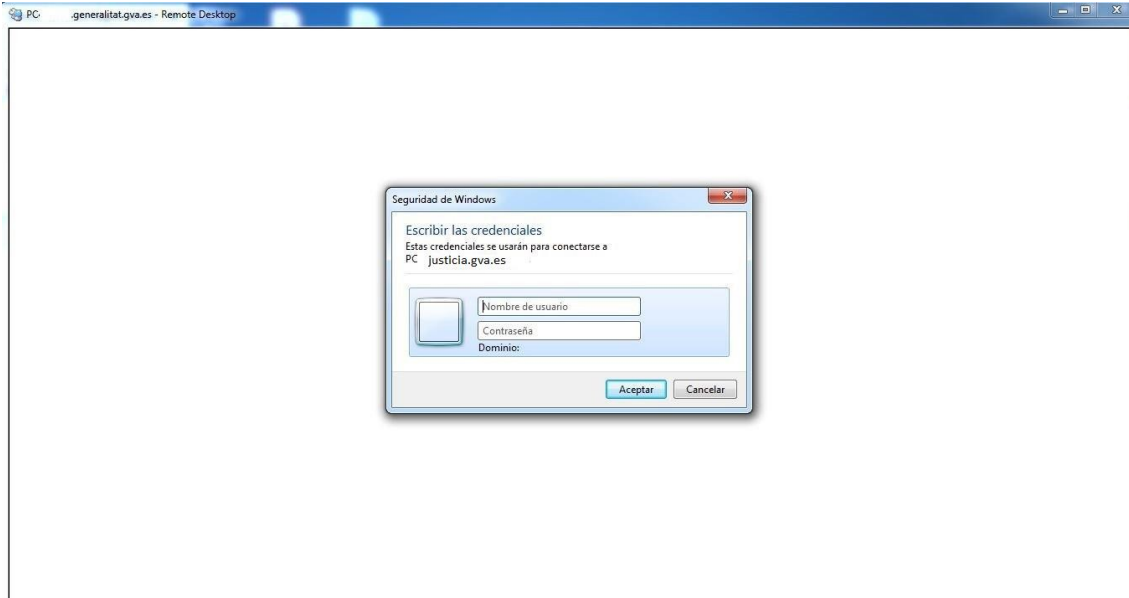 PC .generalitat.gva.es - Remote Desktop
Seguridad de Windows
Escribir las credenciales
Estas credenciales se usarán para conectarse a
PC justicia.gva.es
Nombre de usuario
Contraseña
Dominio:
Aceptar Cancelar